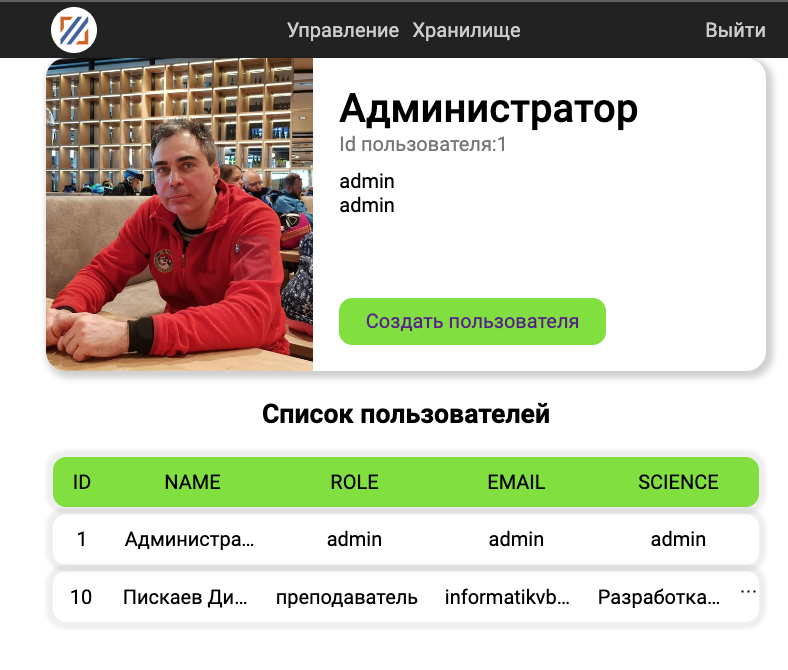 Управление Хранилище Выйти
Администратор
Id пользователя:1
admin
admin
Создать пользователя
Список пользователей
ID NAME ROLE EMAIL SCIENCE
1 Администра... admin admin admin
10 Пискаев Ди... преподаватель informatikvb... Разработка... ...